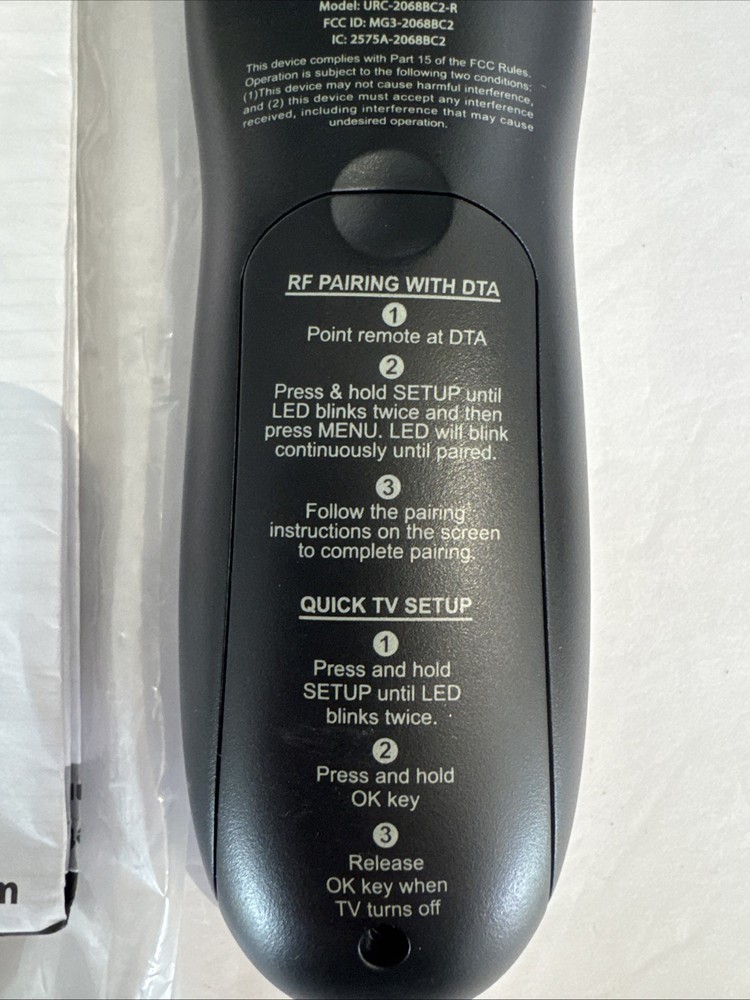 Model: URC-2068BC2-R
FCC ID: MG3-2068BC2
IC: 2575A-2068BC2
This device complies with Part 15 of the FCC Rules.
Operation is subject to the following two conditions:
(1)This device may not cause harmful interference,
and (2) this device must accept any interference
received, including interference that may cause
undesired operation.
RF PAIRING WITH DTA
1
Point remote at DTA
2
Press & hold SETUP until
LED blinks twice and then
press MENU. LED will blink
continuously until paired.
3
Follow the pairing
instructions on the screen
to complete pairing.
QUICK TV SETUP
1
Press and hold
SETUP until LED
blinks twice.
2
Press and hold
OK key
3
Release
OK key when
TV turns off